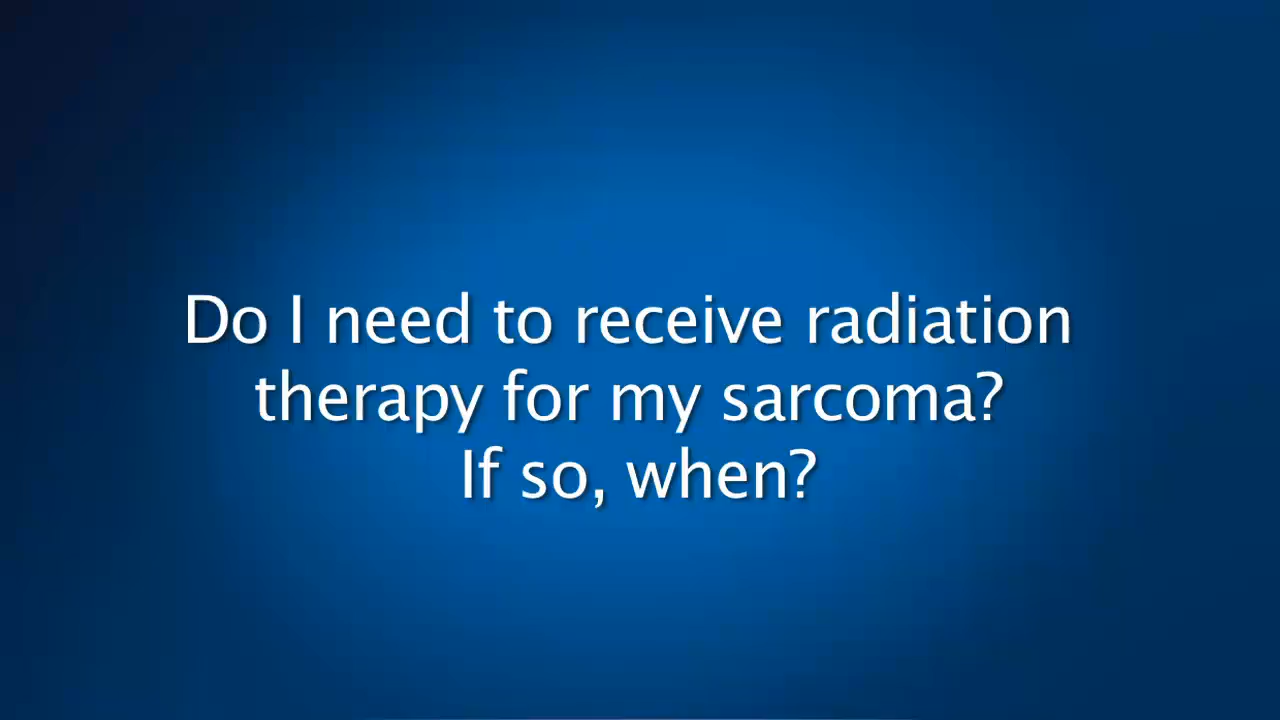 Do I need to receive radiation
therapy for my sarcoma?
If so, when?